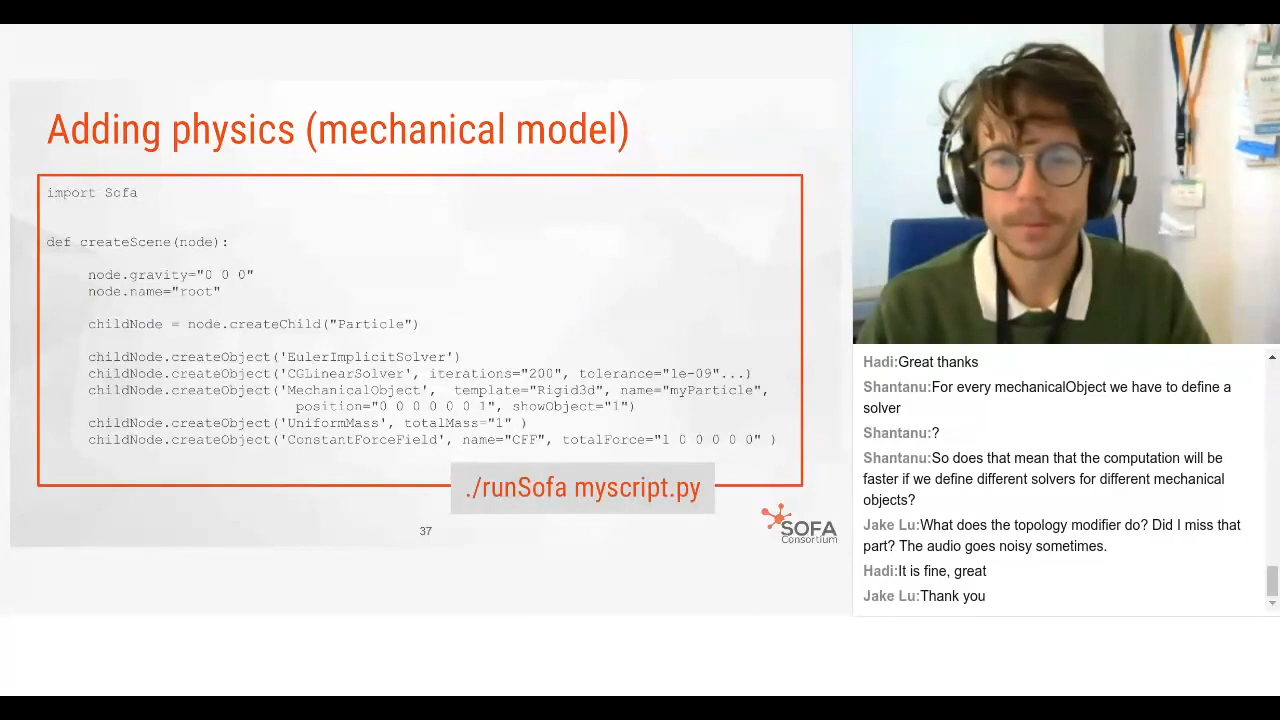 Adding physics (mechanical model)
import Sofa
def createScene(node):
node.gravity="0 0 0"
node.name="root"
childNode = node.createChild("Particle")
childNode.createObject('EulerImplicitSolver')
childNode.createObject('CGLinearSolver', iterations="200", tolerance="1e-09"...)
childNode.createObject('MechanicalObject', template="Rigid3d", name="myParticle",
position="0 0 0 0 0 0 1", showObject="1")
childNode.createObject('UniformMass', totalMass="1" )
childNode.createObject('ConstantForceField', name="CFF", totalForce="1 0 0 0 0 0" )
./runSofa myscript.py
37
SOFA
Consortium
Hadi:Great thanks
Shantanu:For every mechanicalObject we have to define a
solver
Shantanu:?
Shantanu:So does that mean that the computation will be
faster if we define different solvers for different mechanical
objects?
Jake Lu:What does the topology modifier do? Did I miss that
part? The audio goes noisy sometimes.
Hadi:It is fine, great
Jake Lu:Thank you